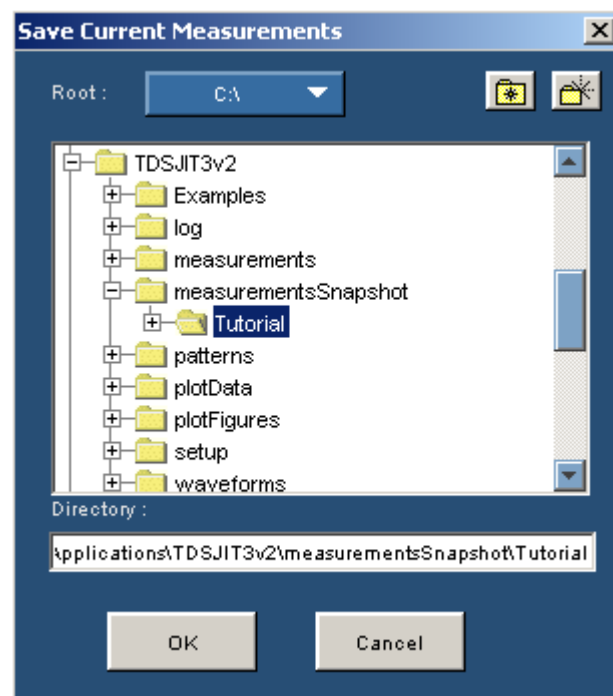 Save Current Measurements
Root :
C:\
TDSJIT3v2
Examples
log
measurements
measurementsSnapshot
Tutorial
patterns
plotData
plotFigures
setup
waveforms
Directory :
\pplications\TDSJIT3v2\measurementsSnapshot\Tutorial
OK
Cancel